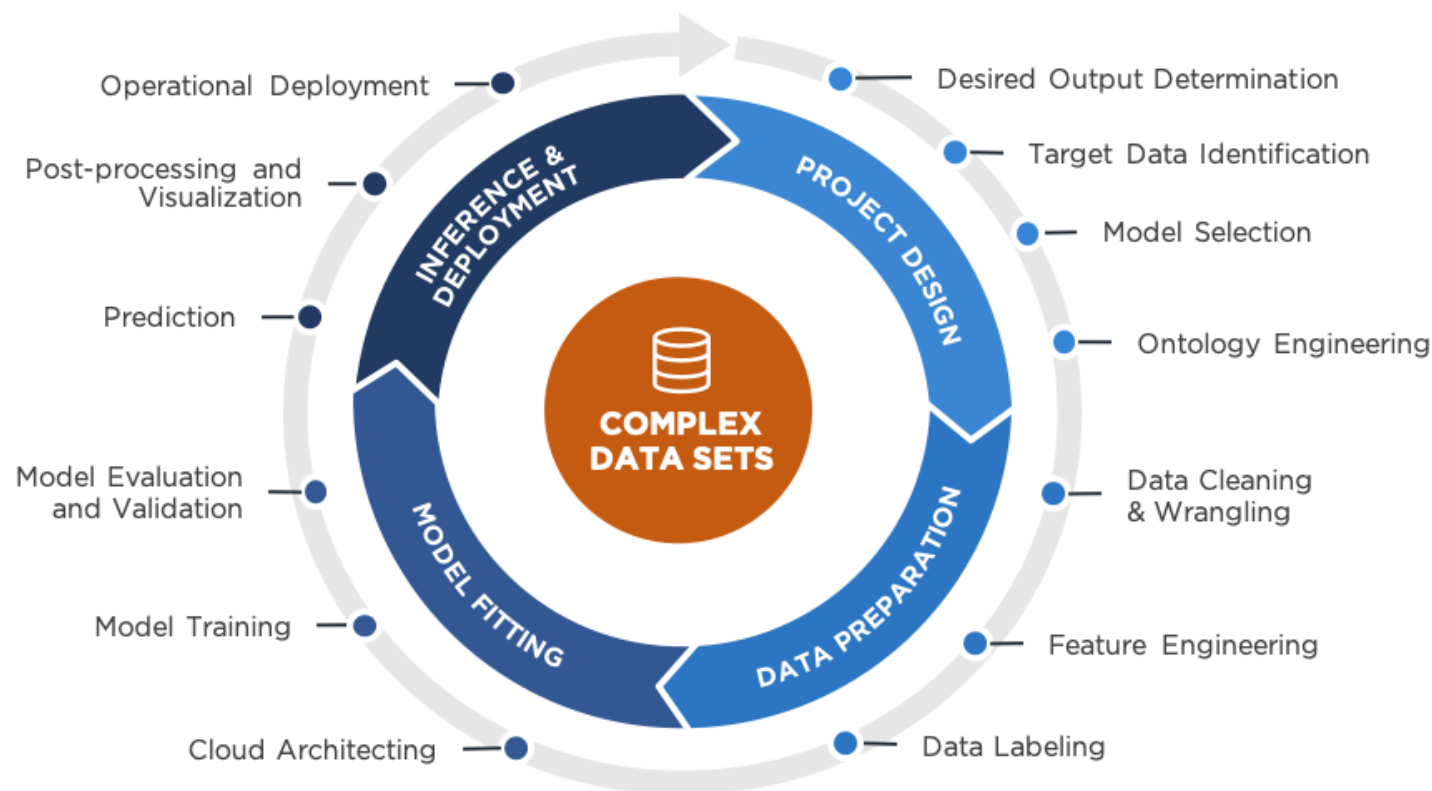 Operational Deployment
Desired Output Determination
Post-processing and
Visualization
Target Data Identification
Model Selection
Prediction
Ontology Engineering
Model Evaluation
and Validation
Data Cleaning
& Wrangling
Model Training
Feature Engineering
Cloud Architecting
Data Labeling
INFERENCE &
DEPLOYMENT
PROJECT DESIGN
DATA PREPARATION
MODEL FITTING
COMPLEX
DATA SETS